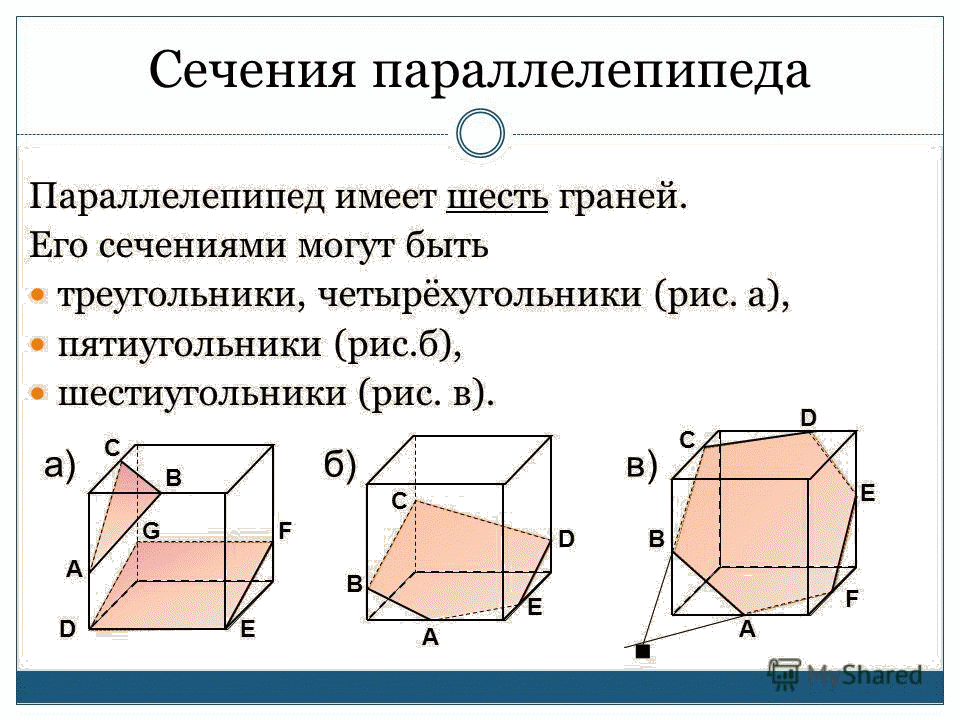 Сечения параллелепипеда
Параллелепипед имеет шесть граней.
Его сечениями могут быть
• треугольники, четырёхугольники (рис. а),
• пятиугольники (рис.б),
• шестиугольники (рис. в).
а)
C
B
G
F
A
D
E
б)
C
D
B
E
A
в)
D
C
E
B
F
A
MyShared